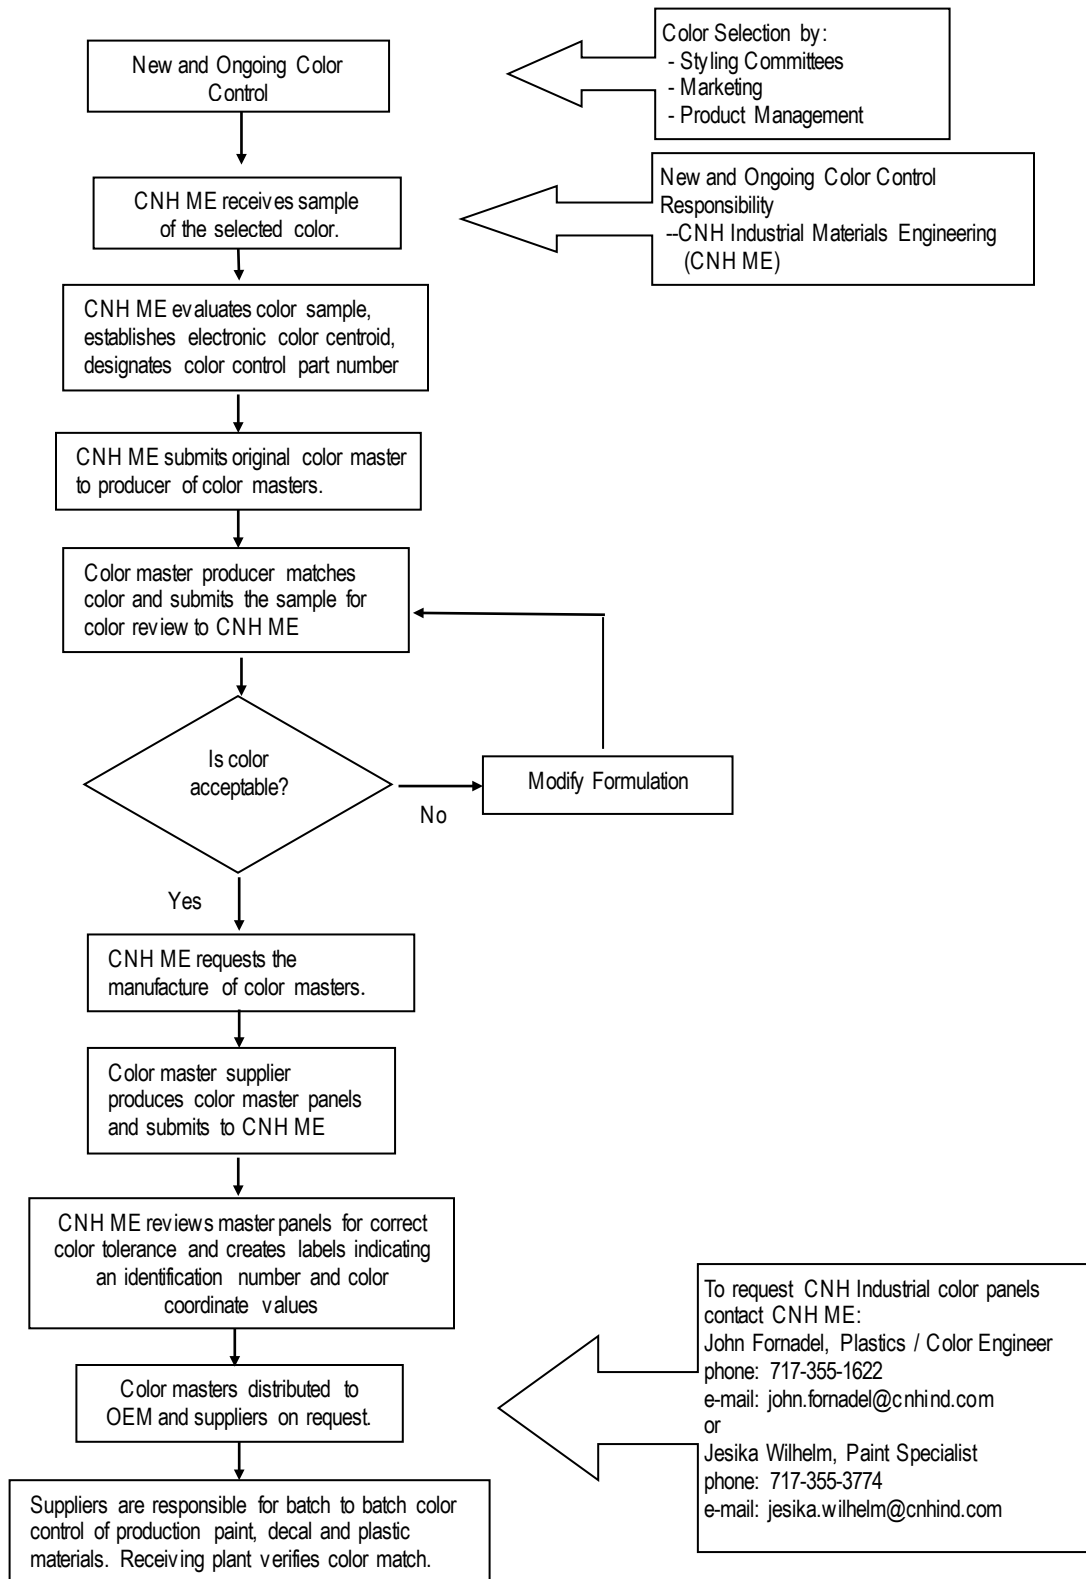 New and Ongoing Color
Control
Color Selection by:
- Styling Committees
- Marketing
- Product Management
CNH ME receives sample
of the selected color.
New and Ongoing Color Control
Responsibility
--CNH Industrial Materials Engineering
(CNH ME)
CNH ME evaluates color sample,
establishes electronic color centroid,
designates color control part number
CNH ME submits original color master
to producer of color masters.
Color master producer matches
color and submits the sample for
color review to CNH ME
Is color
acceptable?
No
Modify Formulation
Yes
CNH ME requests the
manufacture of color masters.
Color master supplier
produces color master panels
and submits to CNH ME
CNH ME reviews master panels for correct
color tolerance and creates labels indicating
an identification number and color
coordinate values
To request CNH Industrial color panels
contact CNH ME:
John Fornadel, Plastics / Color Engineer
phone: 717-355-1622
e-mail: john.fornadel@cnhind.com
or
Jesika Wilhelm, Paint Specialist
phone: 717-355-3774
e-mail: jesika.wilhelm@cnhind.com
Color masters distributed to
OEM and suppliers on request.
Suppliers are responsible for batch to batch color
control of production paint, decal and plastic
materials. Receiving plant verifies color match.